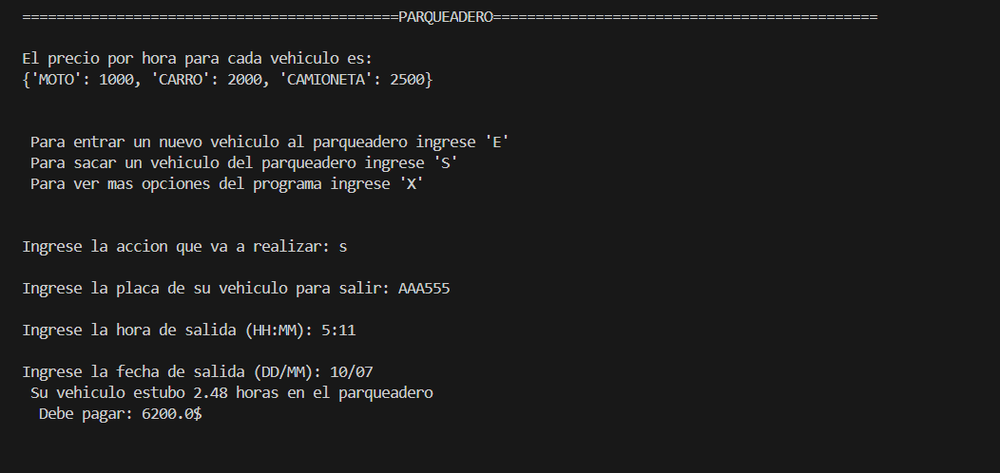 ============================================PARQUEADERO=============================================
El precio por hora para cada vehiculo es:
{'MOTO': 1000, 'CARRO': 2000, 'CAMIONETA': 2500}
Para entrar un nuevo vehiculo al parqueadero ingrese 'E'
Para sacar un vehiculo del parqueadero ingrese 'S'
Para ver mas opciones del programa ingrese 'X'
Ingrese la accion que va a realizar: s
Ingrese la placa de su vehiculo para salir: AAA555
Ingrese la hora de salida (HH:MM): 5:11
Ingrese la fecha de salida (DD/MM): 10/07
Su vehiculo estubo 2.48 horas en el parqueadero
Debe pagar: 6200.0$